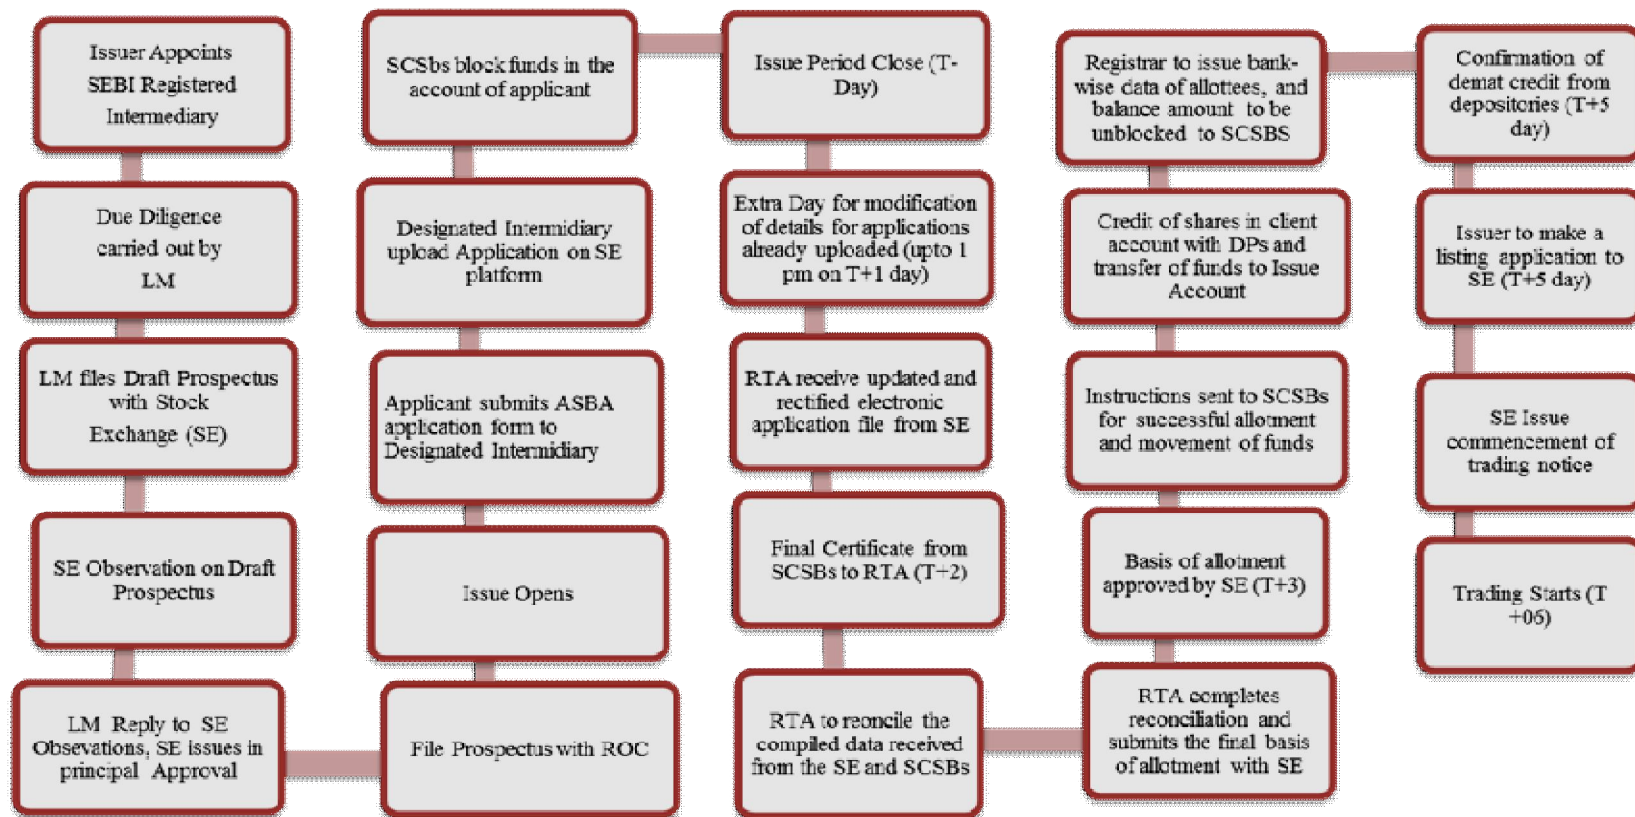 Issuer Appoints
SEBI Registered
Intermediary
Due Diligence
carried out by
LM
LM files Draft Prospectus
with Stock
Exchange (SE)
SE Observation on Draft
Prospectus
LM Reply to SE
Obsevations, SE issues in
principal Approval
File Prospectus with ROC
Issue Opens
Applicant submits ASBA
application form to
Designated Intermidiary
Designated Intermidiary
upload Application on SE
platform
SCSbs block funds in the
account of applicant
Issue Period Close (T-
Day)
Extra Day for modification
of details for applications
already uploaded (upto 1
pm on T+1 day)
RTA receive updated and
rectified electronic
application file from SE
Final Certificate from
SCSBs to RTA (T+2)
RTA to reconcile the
compiled data received
from the SE and SCSBs
RTA completes
reconciliation and
submits the final basis
of allotment with SE
Basis of allotment
approved by SE (T+3)
Instructions sent to SCSBs
for successful allotment
and movement of funds
Credit of shares in client
account with DPs and
transfer of funds to Issue
Account
Registrar to issue bank-
wise data of allottees, and
balance amount to be
unblocked to SCSBS
Confirmation of
demat credit from
depositories (T+5
day)
Issuer to make a
listing application to
SE (T+5 day)
SE Issue
commencement of
trading notice
Trading Starts (T
+06)